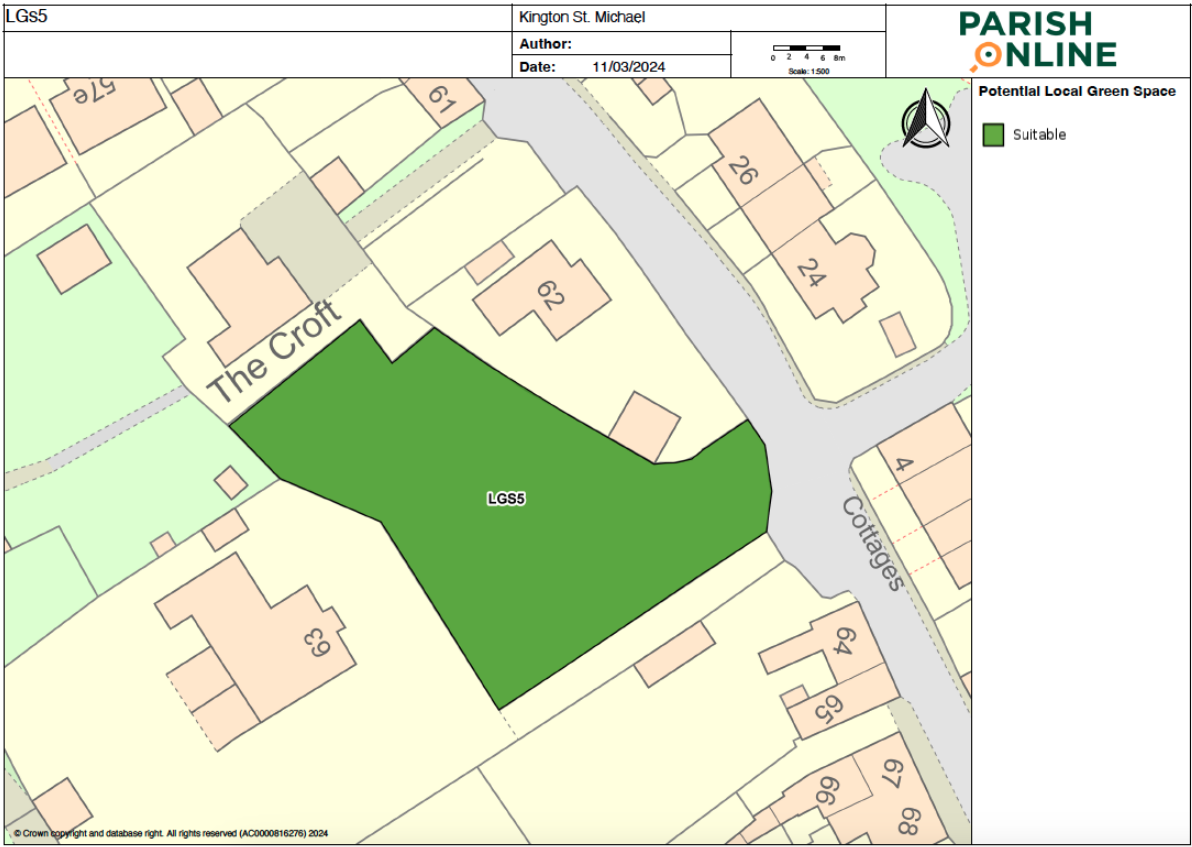 LGs5
Kington St. Michael
Author:
Date: 11/03/2024
0 2 4 6 8m
Scale: 1:500
PARISH
ONLINE
Potential Local Green Space
Suitable
57e
61
26
24
62
The Croft
LGS5
4
Cottages
63
64
65
66
67
68
© Crown copyright and database right. All rights reserved (AC0000816276) 2024